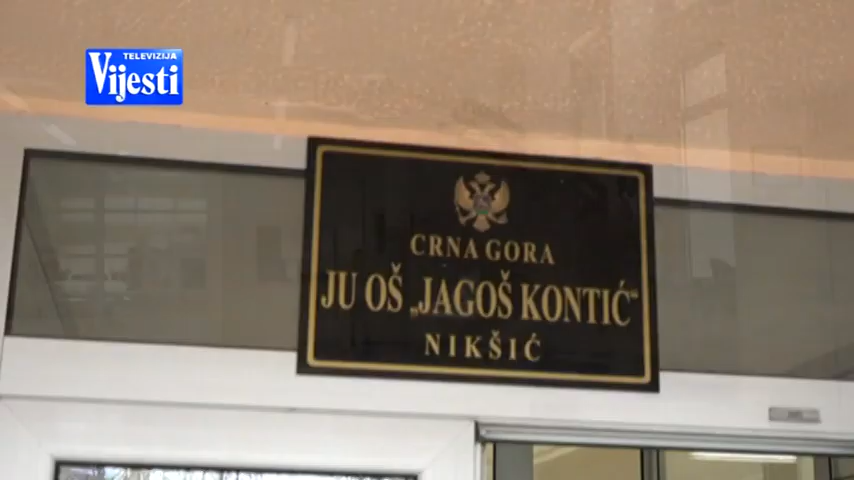 TELEVIZIJA
Vijesti
CRNA GORA
JU OŠ „JAGOŠ KONTIĆ“
NIKŠIĆ